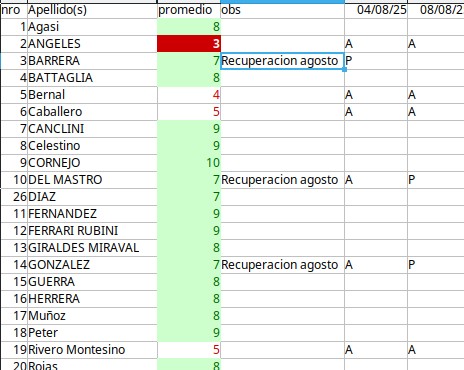 nro Apellido(s) promedio obs 04/08/25 08/08/2
1 Agasi 8
2 ANGELES 3 A A
3 BARRERA 7 Recuperacion agosto P
4 BATTAGLIA 8
5 Bernal 4 A A
6 Caballero 5 A A
7 CANCLINI 9
8 Celestino 9
9 CORNEJO 10
10 DEL MASTRO 7 Recuperacion agosto A P
26 DIAZ 7
11 FERNANDEZ 9
12 FERRARI RUBINI 9
13 GIRALDES MIRAVAL 8
14 GONZALEZ 7 Recuperacion agosto A P
15 GUERRA 8
16 HERRERA 8
17 Muñoz 8
18 Peter 9
19 Rivero Montesino 5 A A
20 Rojas 8